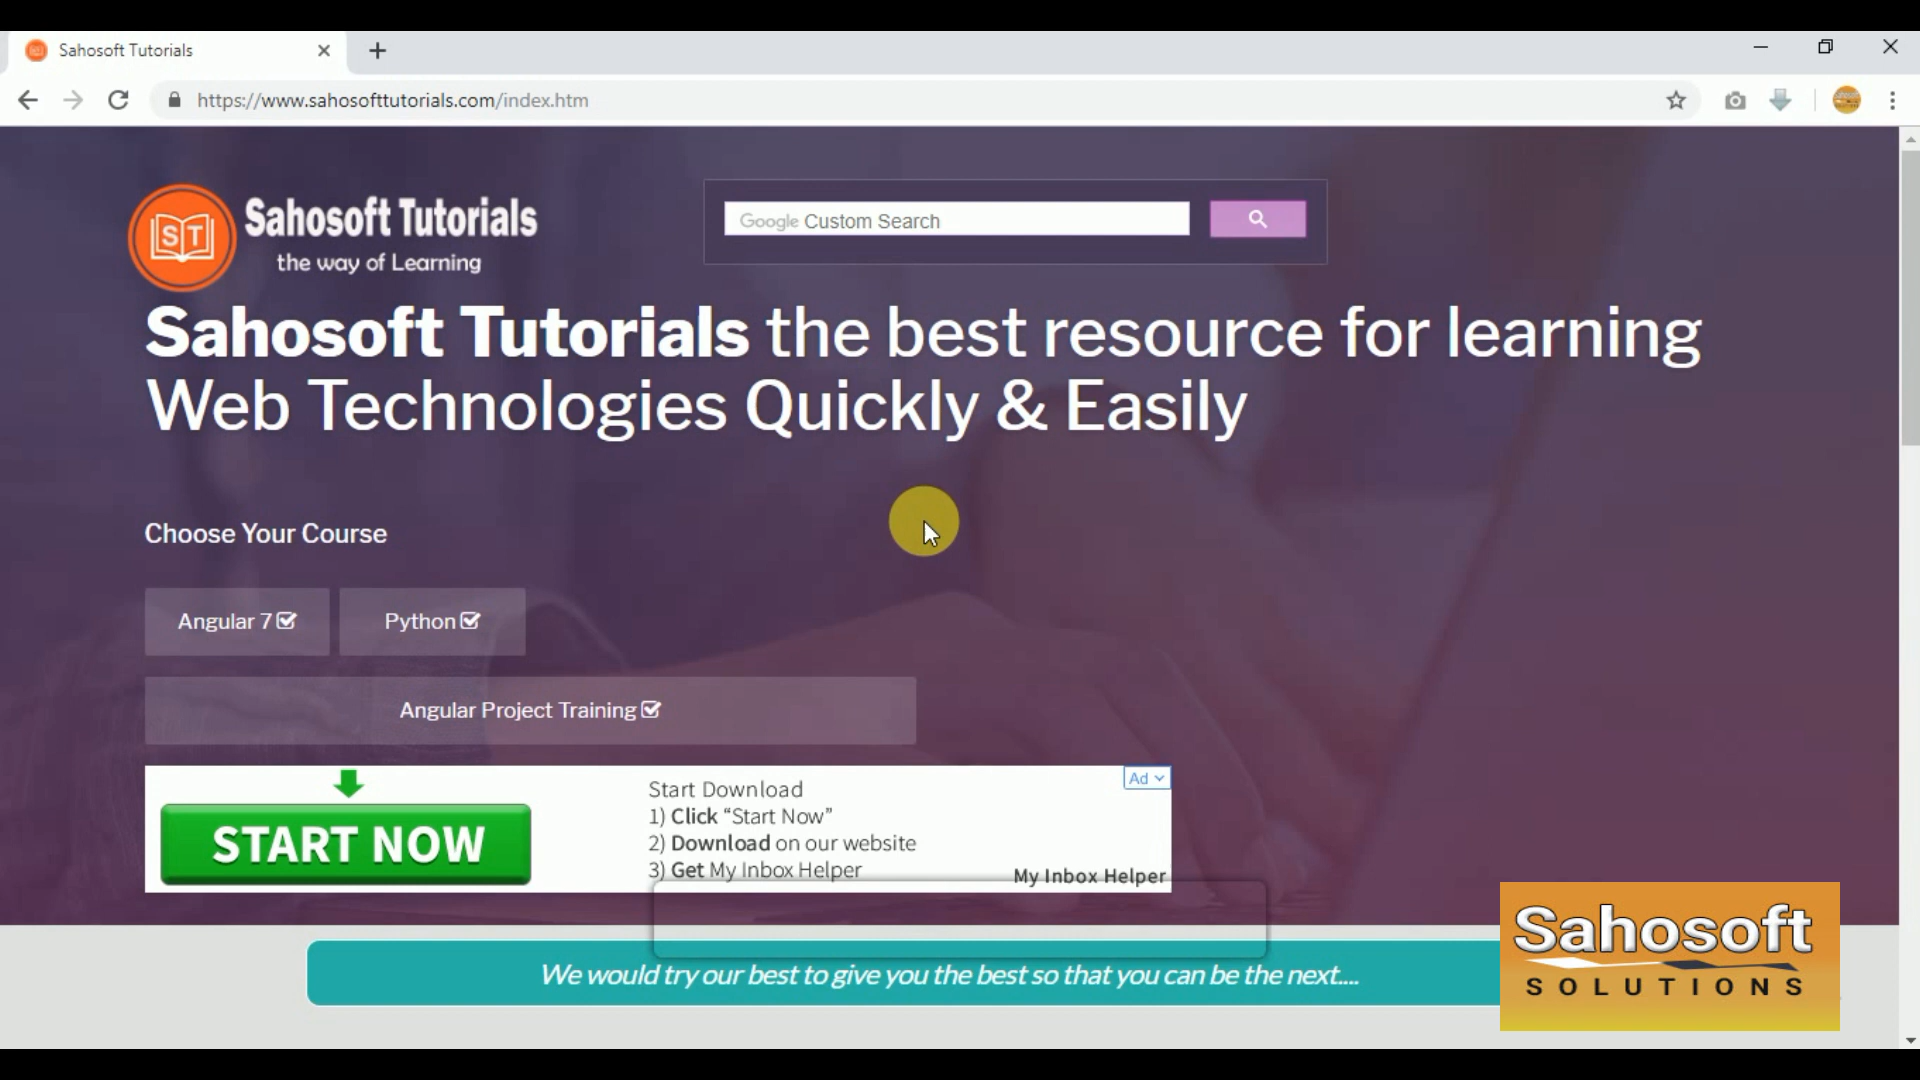 Sahosoft Tutorials
https://www.sahosofttutorials.com/index.htm
ST
Sahosoft Tutorials
the way of Learning
Google Custom Search
Sahosoft Tutorials the best resource for learning
Web Technologies Quickly & Easily
Choose Your Course
Angular 7
Python
Angular Project Training
START NOW
Start Download
1) Click “Start Now”
2) Download on our website
3) Get My Inbox Helper
Ad
My Inbox Helper
We would try our best to give you the best so that you can be the next....
Sahosoft
SOLUTIONS